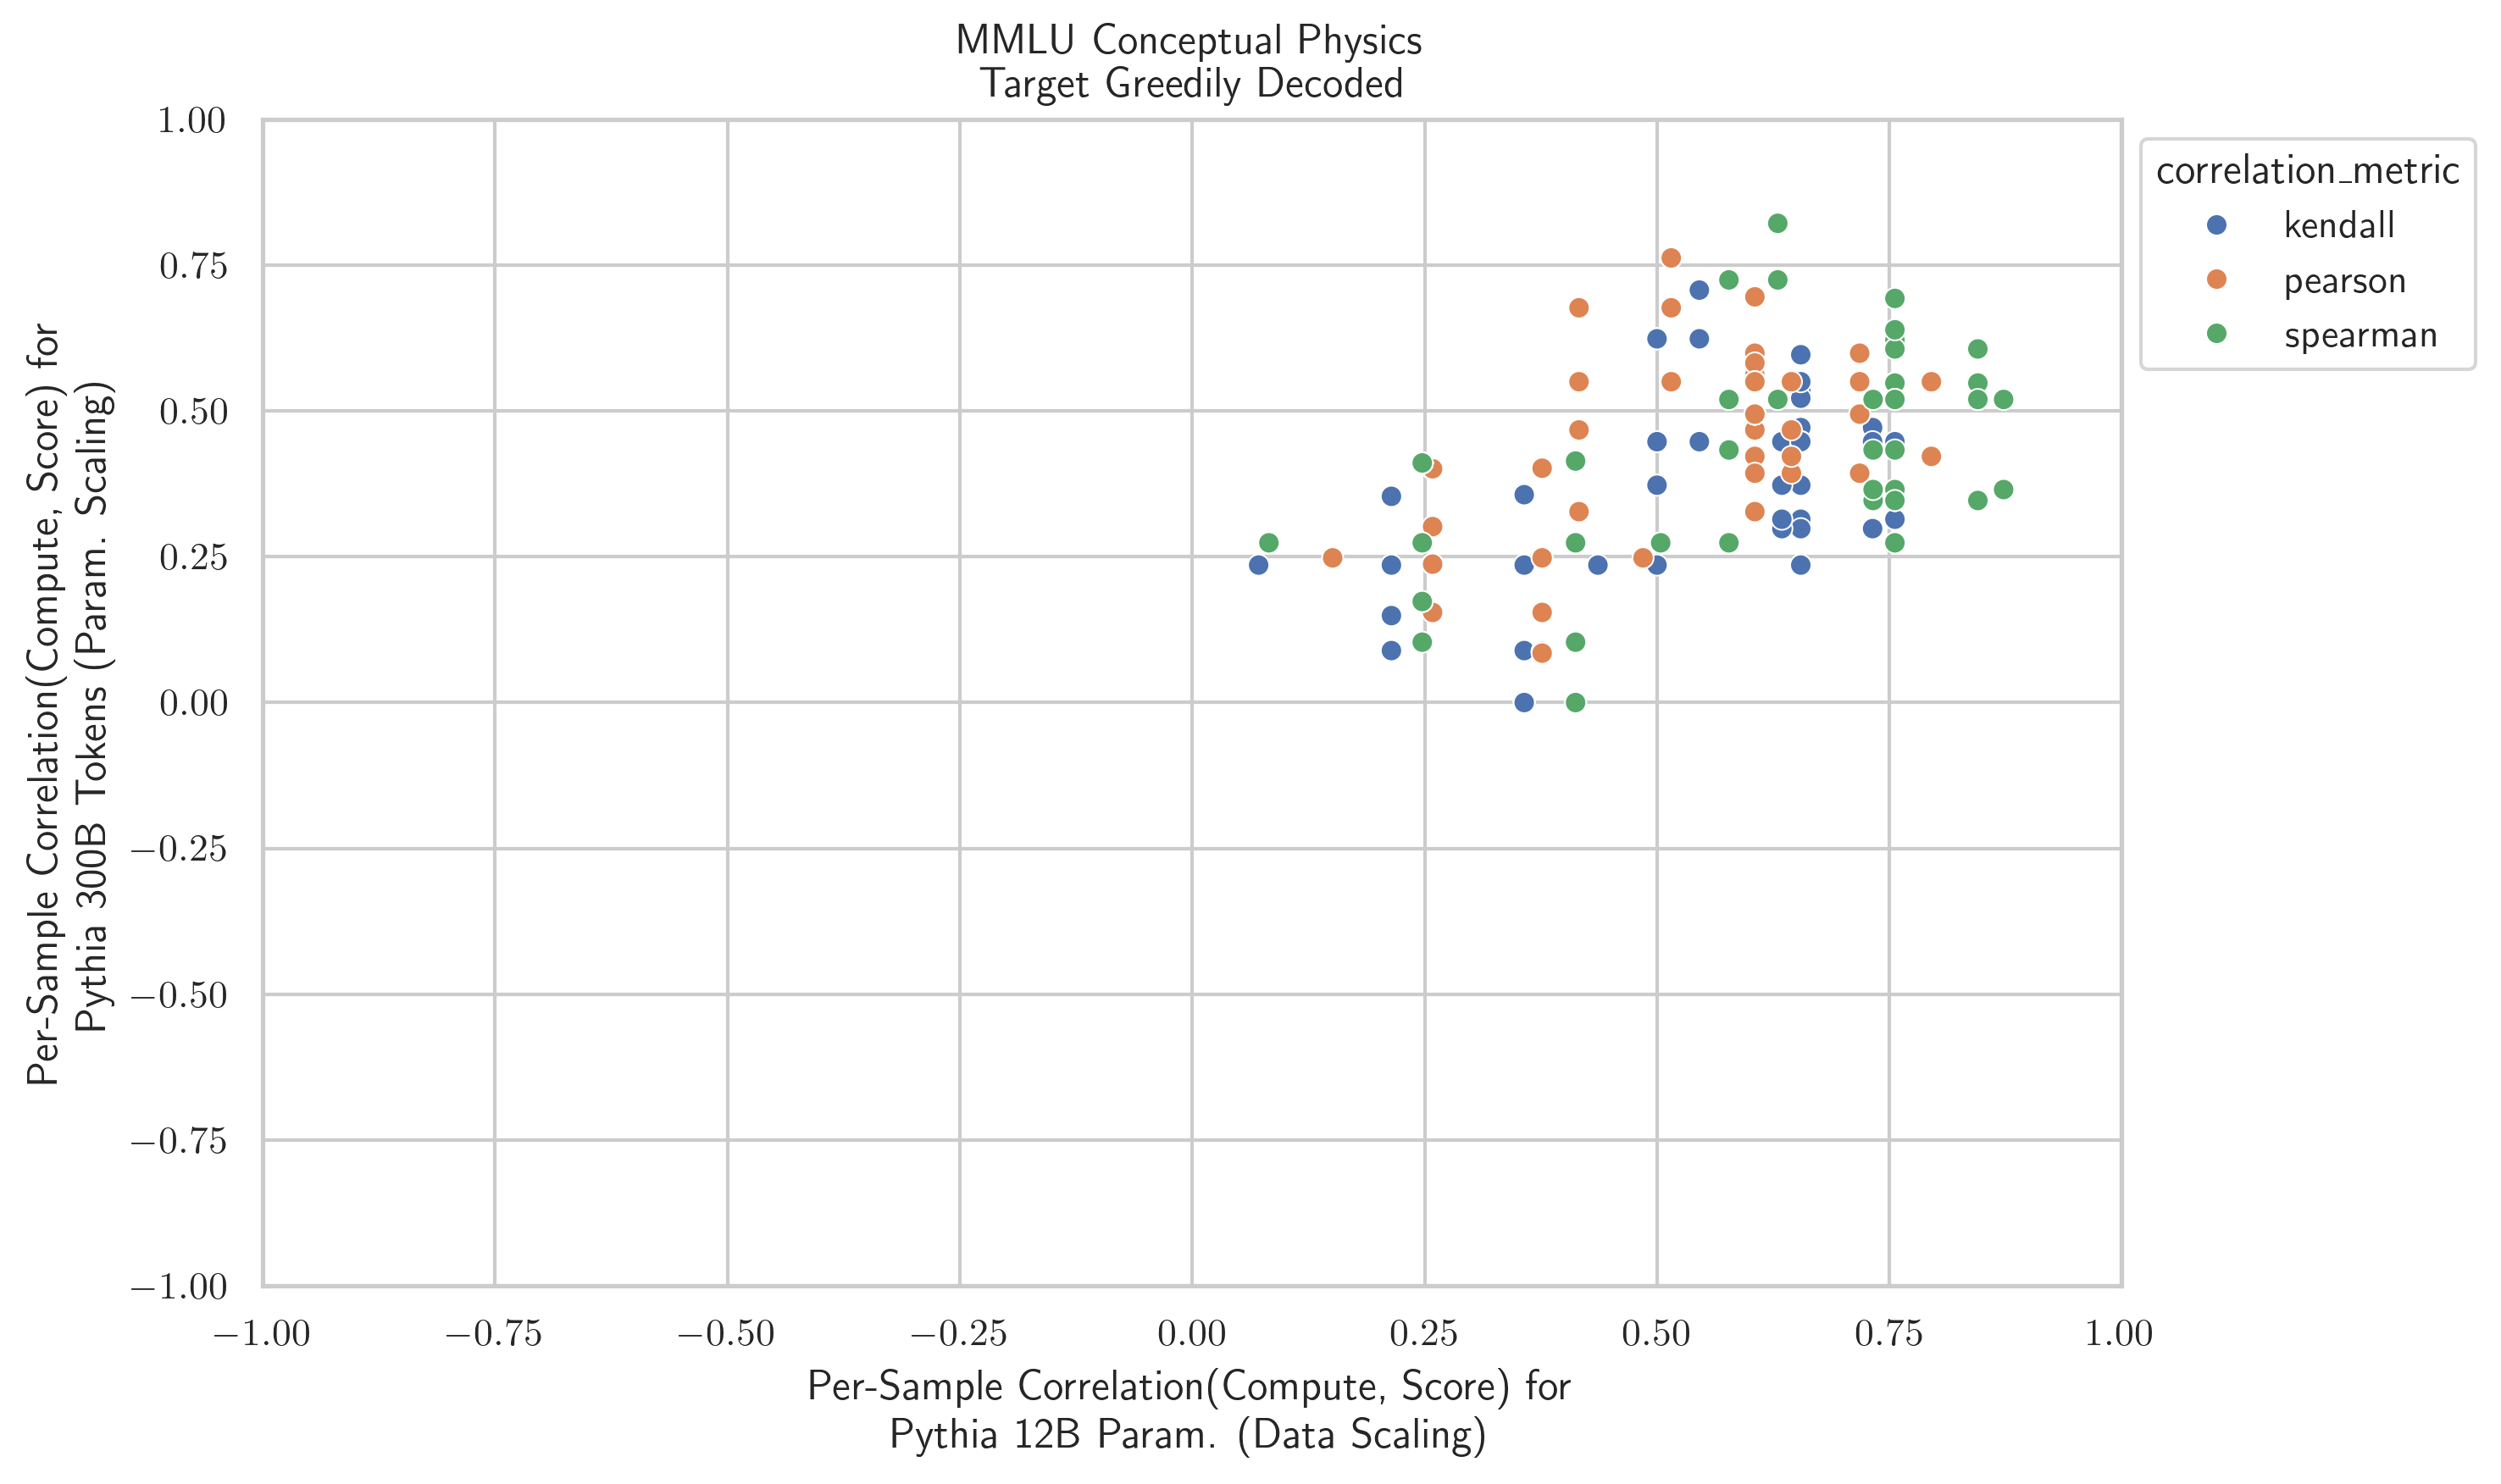 MMLU Conceptual Physics
Target Greedily Decoded
1.00
0.75
0.50
0.25
0.00
−0.25
−0.50
−0.75
−1.00
Per-Sample Correlation(Compute, Score) for
Pythia 300B Tokens (Param. Scaling)
−1.00 −0.75 −0.50 −0.25 0.00 0.25 0.50 0.75 1.00
Per-Sample Correlation(Compute, Score) for
Pythia 12B Param. (Data Scaling)
correlation_metric
kendall
pearson
spearman